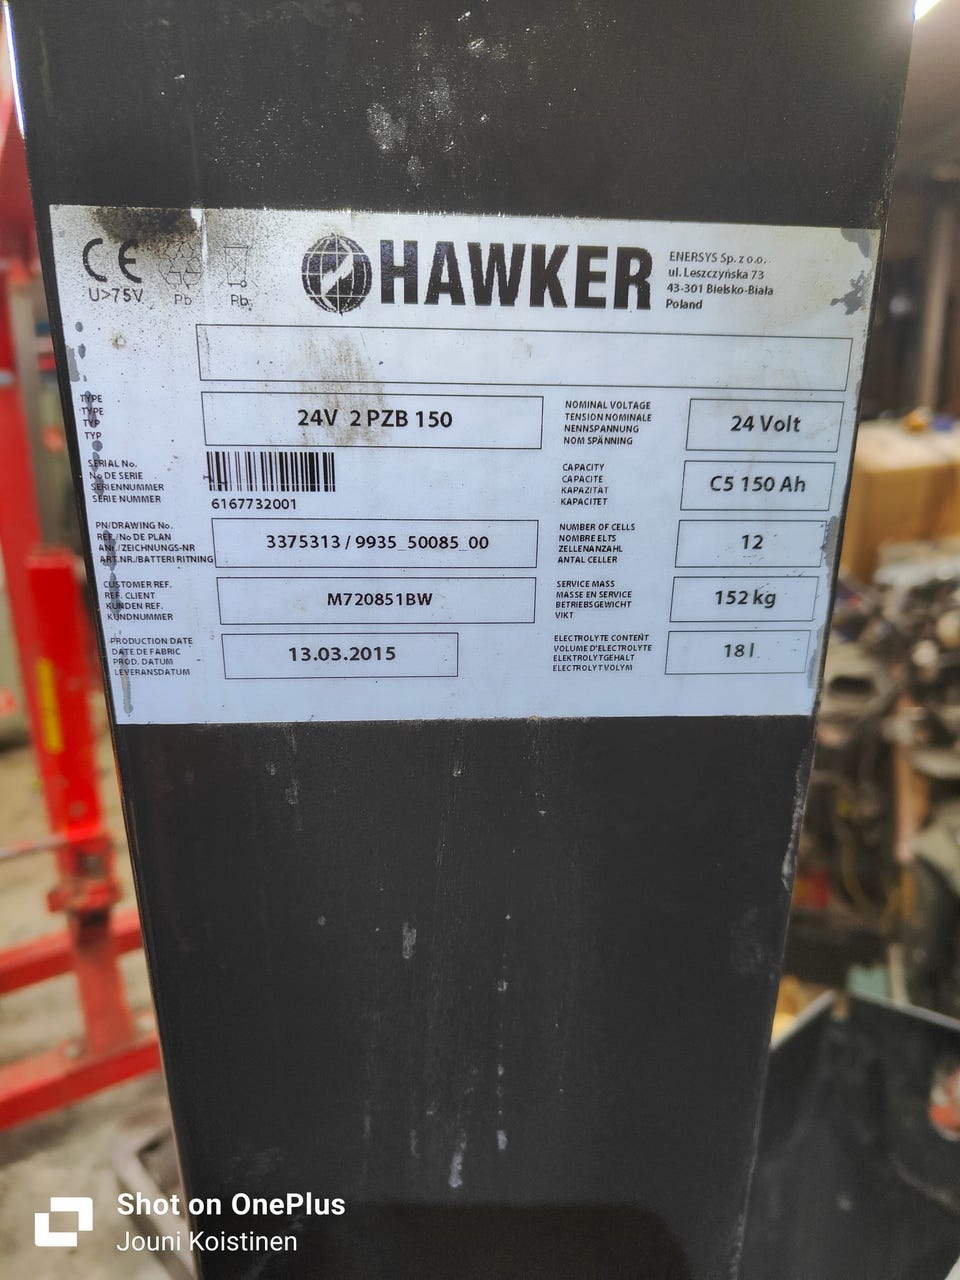 CE
U>75V
Pb
Pb
HAWKER
ENERSYS Sp. z o.o.
ul. Leszczyńska 73
43-301 Bielsko-Biała
Poland
TYPE
TYPE
TYP
TYP
24V 2 PZB 150
NOMINAL VOLTAGE
TENSION NOMINALE
NENNSPANNUNG
NOM SPÄNNING
24 Volt
SERIAL No.
No DE SERIE
SERIENNUMMER
SERIE NUMMER
6167732001
CAPACITY
CAPACITE
KAPAZITAT
KAPACITET
C5 150 Ah
PN/DRAWING No.
REF./No DE PLAN
/ZEICHNUNGS-NR
ART.NR./BATTERI RITNING
3375313 / 9935_50085_00
NUMBER OF CELLS
NOMBRE ELTS
ZELLENANZAHL
ANTAL CELLER
12
CUSTOMER REF.
REF. CLIENT
KUNDEN REF.
KUNDNUMMER
M720851BW
SERVICE MASS
MASSE EN SERVICE
BETRIEBSGEWICHT
VIKT
152 kg
PRODUCTION DATE
DATE DE FABRIC
PROD. DATUM
LEVERANSDATUM
13.03.2015
ELECTROLYTE CONTENT
VOLUME D'ELECTROLYTE
ELEKTROLYTGEHALT
ELECTROLYT VOLYM
18 l
Shot on OnePlus
Jouni Koistinen